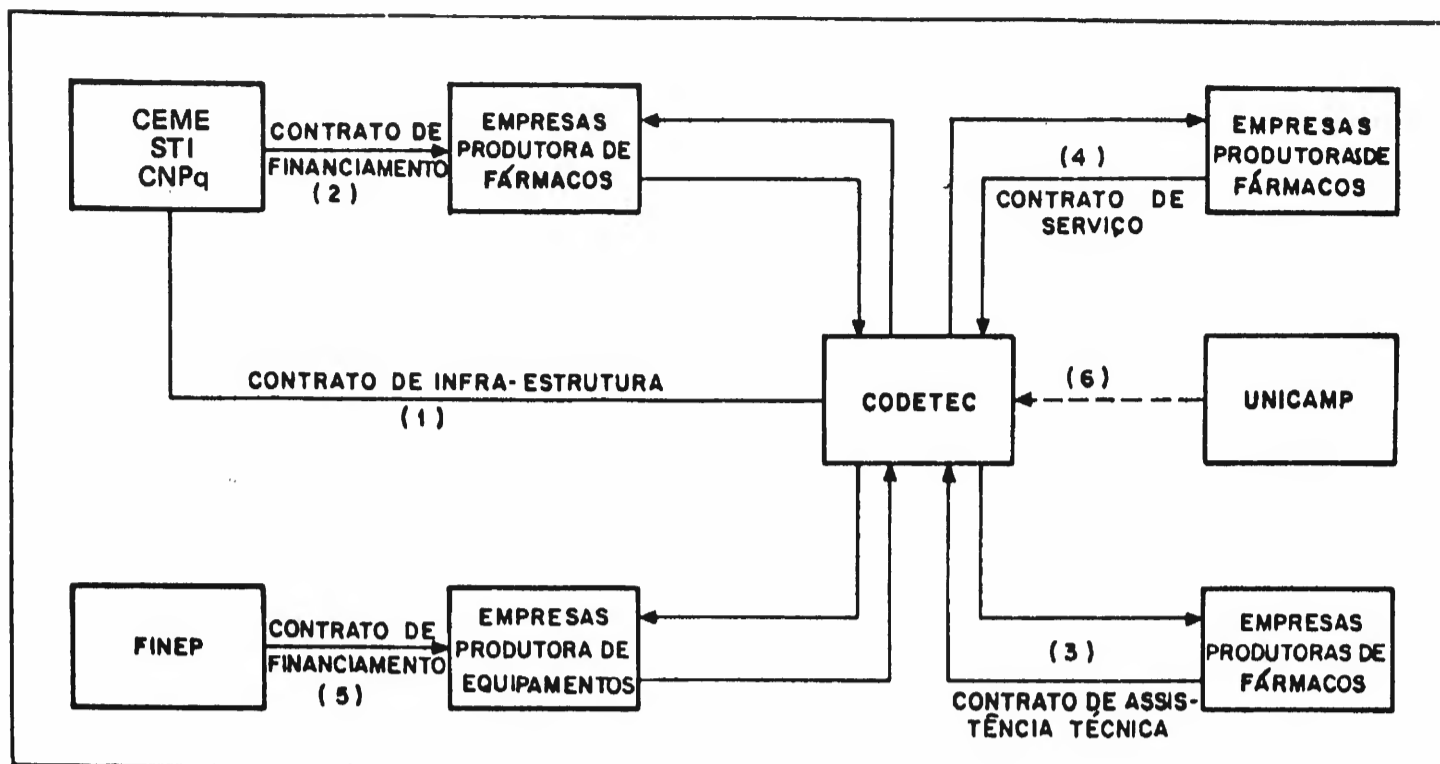 CEME
STI
CNPq
CONTRATO DE
FINANCIAMENTO
(2)
EMPRESAS
PRODUTORA DE
FÁRMACOS
(4)
CONTRATO DE
SERVIÇO
EMPRESAS
PRODUTORAS DE
FÁRMACOS
CONTRATO DE INFRA-ESTRUTURA
(1)
CODETEC
(6)
UNICAMP
FINEP
CONTRATO DE
FINANCIAMENTO
(5)
EMPRESAS
PRODUTORA DE
EQUIPAMENTOS
(3)
CONTRATO DE ASSIS-
TÊNCIA TÉCNICA
EMPRESAS
PRODUTORAS DE
FÁRMACOS